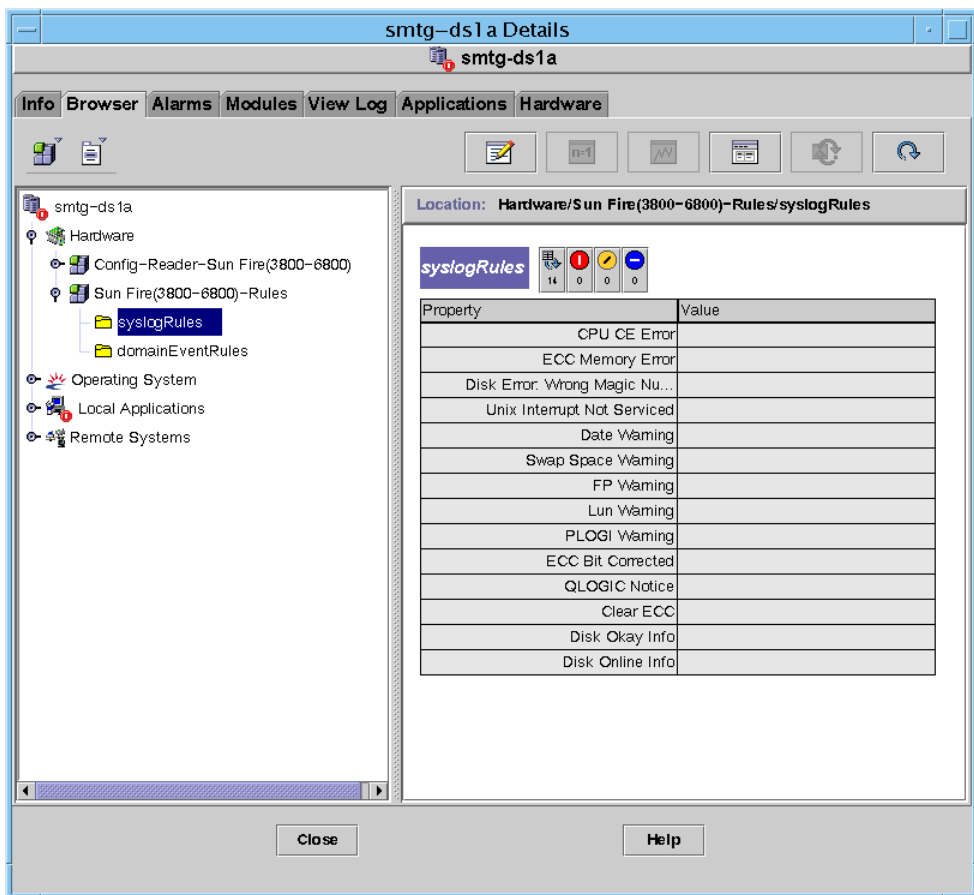 smtg-ds1a Details
smtg-ds1a
Info Browser Alarms Modules View Log Applications Hardware
n=1
smtg-ds1a
Hardware
Config-Reader-Sun Fire(3800-6800)
Sun Fire(3800-6800)-Rules
syslogRules
domainEventRules
Operating System
Local Applications
Remote Systems
Location: Hardware/Sun Fire(3800-6800)-Rules/syslogRules
syslogRules 14 0 0 0
Property Value
CPU CE Error
ECC Memory Error
Disk Error: Wrong Magic Nu...
Unix Interrupt Not Serviced
Date Warning
Swap Space Warning
FP Warning
Lun Warning
PLOGI Warning
ECC Bit Corrected
QLOGIC Notice
Clear ECC
Disk Okay Info
Disk Online Info
Close Help